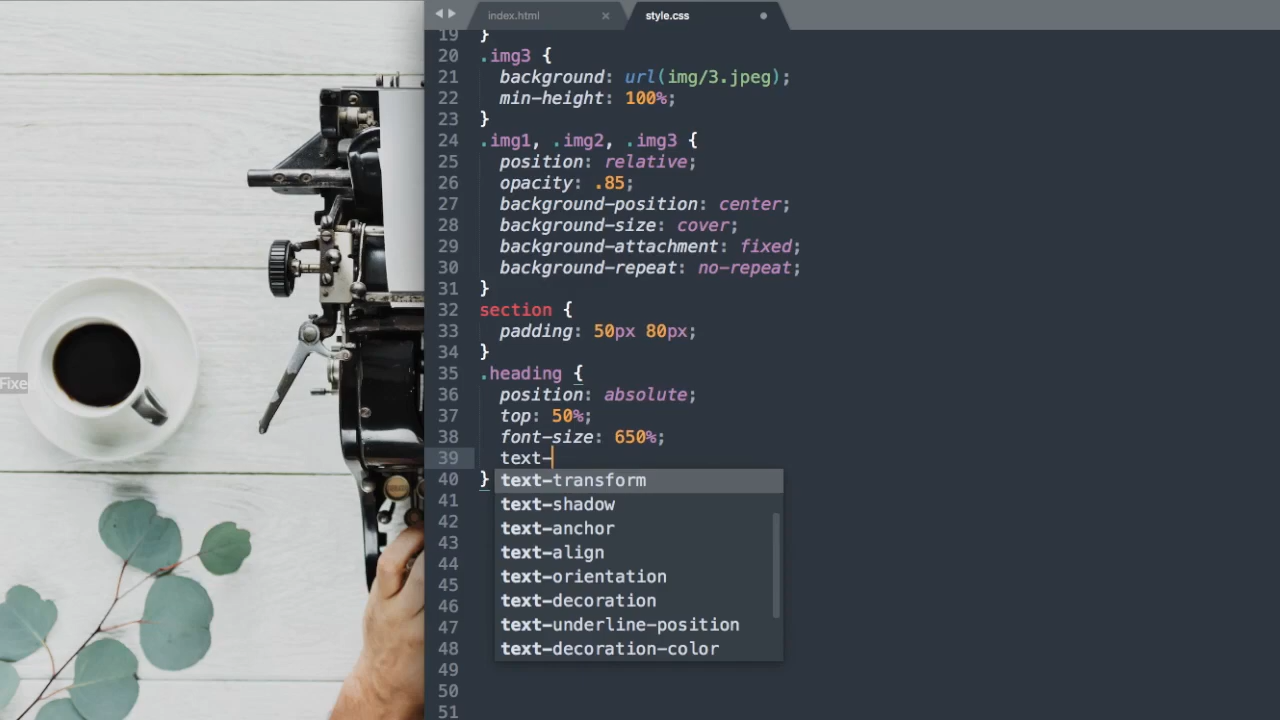 index.html ×
style.css
19 }
20 .img3 {
21 background: url(img/3.jpeg);
22 min-height: 100%;
23 }
24 .img1, .img2, .img3 {
25 position: relative;
26 opacity: .85;
27 background-position: center;
28 background-size: cover;
29 background-attachment: fixed;
30 background-repeat: no-repeat;
31 }
32 section {
33 padding: 50px 80px;
34 }
35 .heading {
36 position: absolute;
37 top: 50%;
38 font-size: 650%;
39 text-
40 }
text-transform
41
text-shadow
42
text-anchor
43
text-align
44
text-orientation
45
text-decoration
46
text-underline-position
47
text-decoration-color
48
49
50
51
Fixe